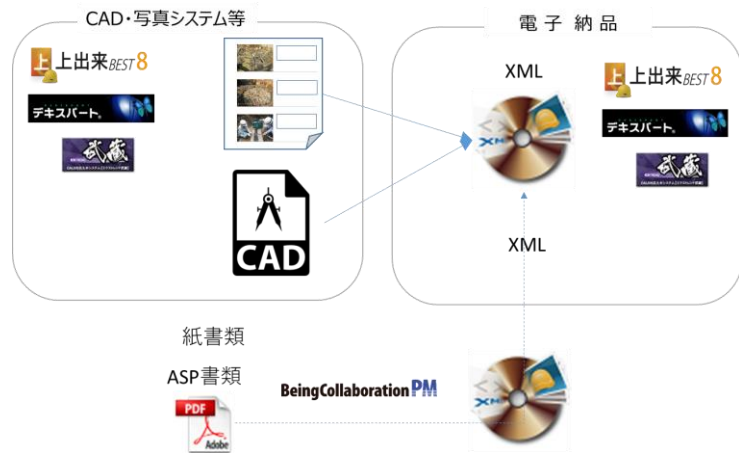 CAD・写真システム等
上 上出来BEST8
デキスパート。
武蔵
CAD
電子納品
XML
上 上出来BEST8
デキスパート。
武蔵
XML
紙書類
ASP書類
PDF
Adobe
BeingCollaboration PM